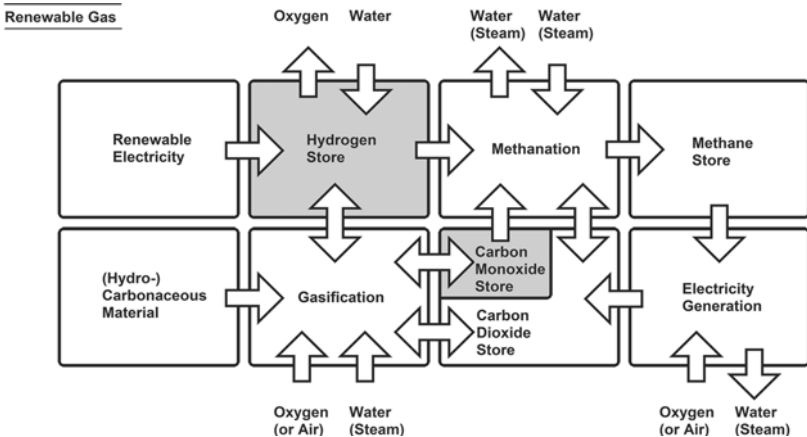 Renewable Gas
Oxygen
Water
Water
(Steam)
Water
(Steam)
Renewable
Electricity
Hydrogen
Store
Methanation
Methane
Store
(Hydro-)
Carbonaceous
Material
Gasification
Carbon
Monoxide
Store
Carbon
Dioxide
Store
Electricity
Generation
Oxygen
(or Air)
Water
(Steam)
Oxygen
(or Air)
Water
(Steam)